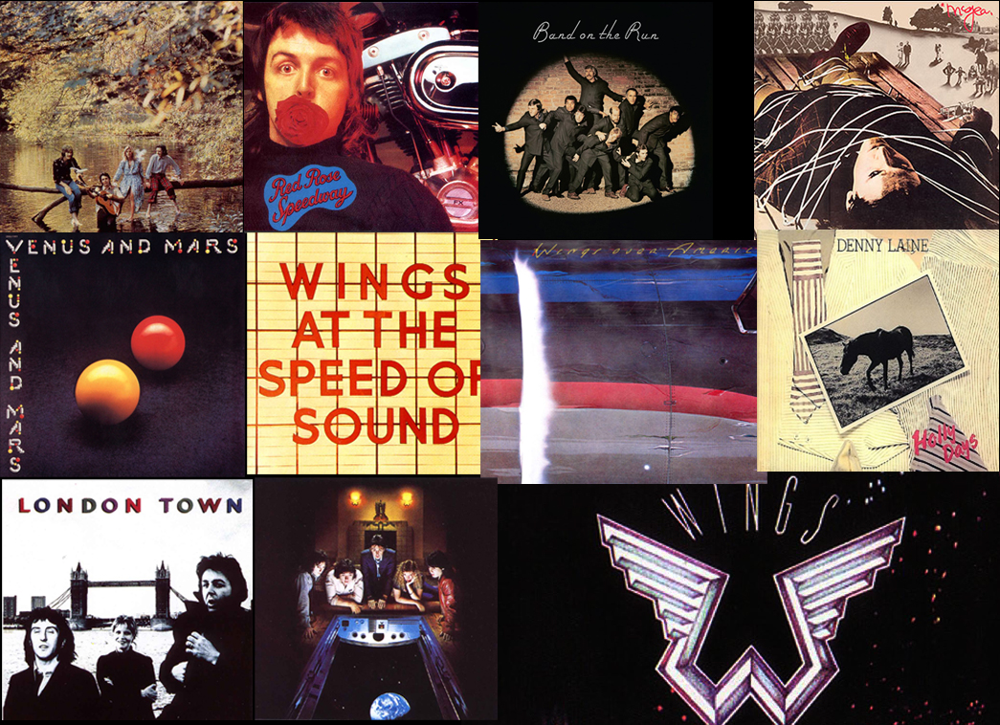 Red Rose
Speedway
Band on the Run
McGear
VENUS AND MARS
VENUS AND MARS
WINGS
AT THE
SPEED OF
SOUND
Wings over America
DENNY LAINE
Holly
Days
LONDON TOWN
WINGS